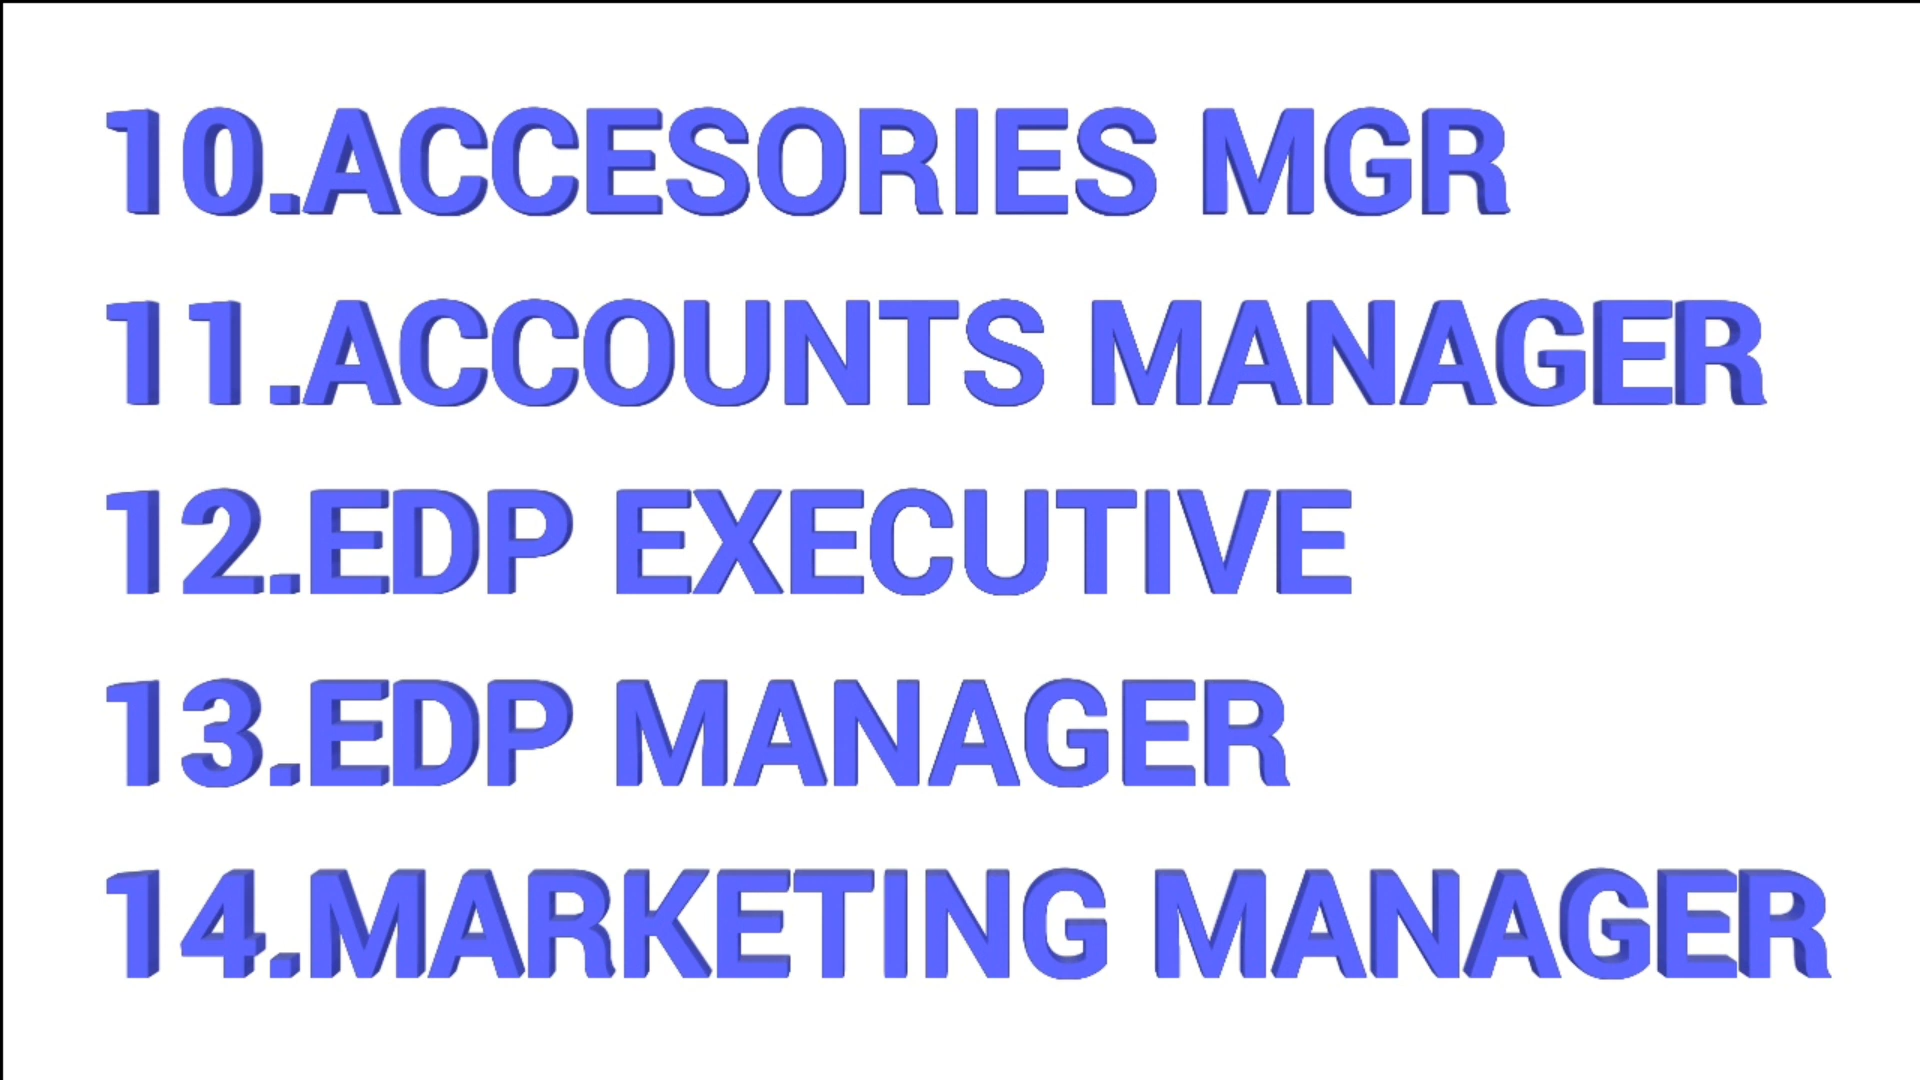 10.ACCESORIES MGR
11.ACCOUNTS MANAGER
12.EDP EXECUTIVE
13.EDP MANAGER
14.MARKETING MANAGER